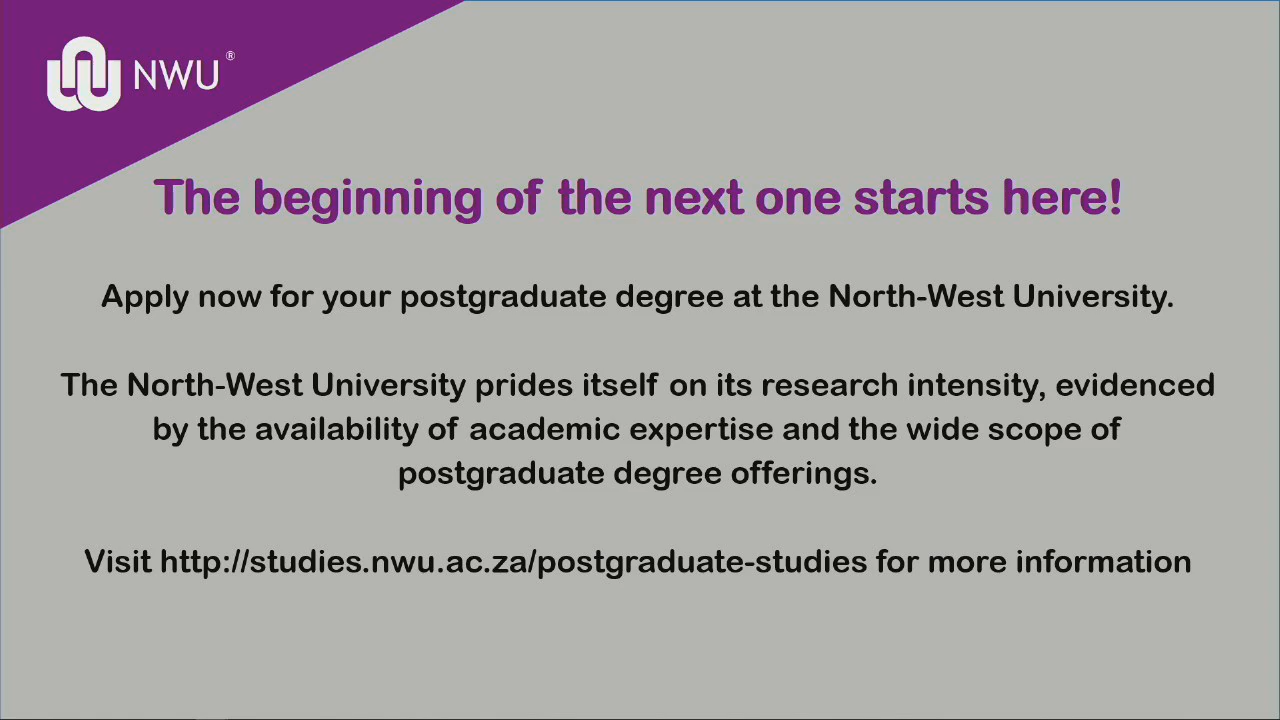 NWU®
The beginning of the next one starts here!
Apply now for your postgraduate degree at the North-West University.
The North-West University prides itself on its research intensity, evidenced
by the availability of academic expertise and the wide scope of
postgraduate degree offerings.
Visit http://studies.nwu.ac.za/postgraduate-studies for more information